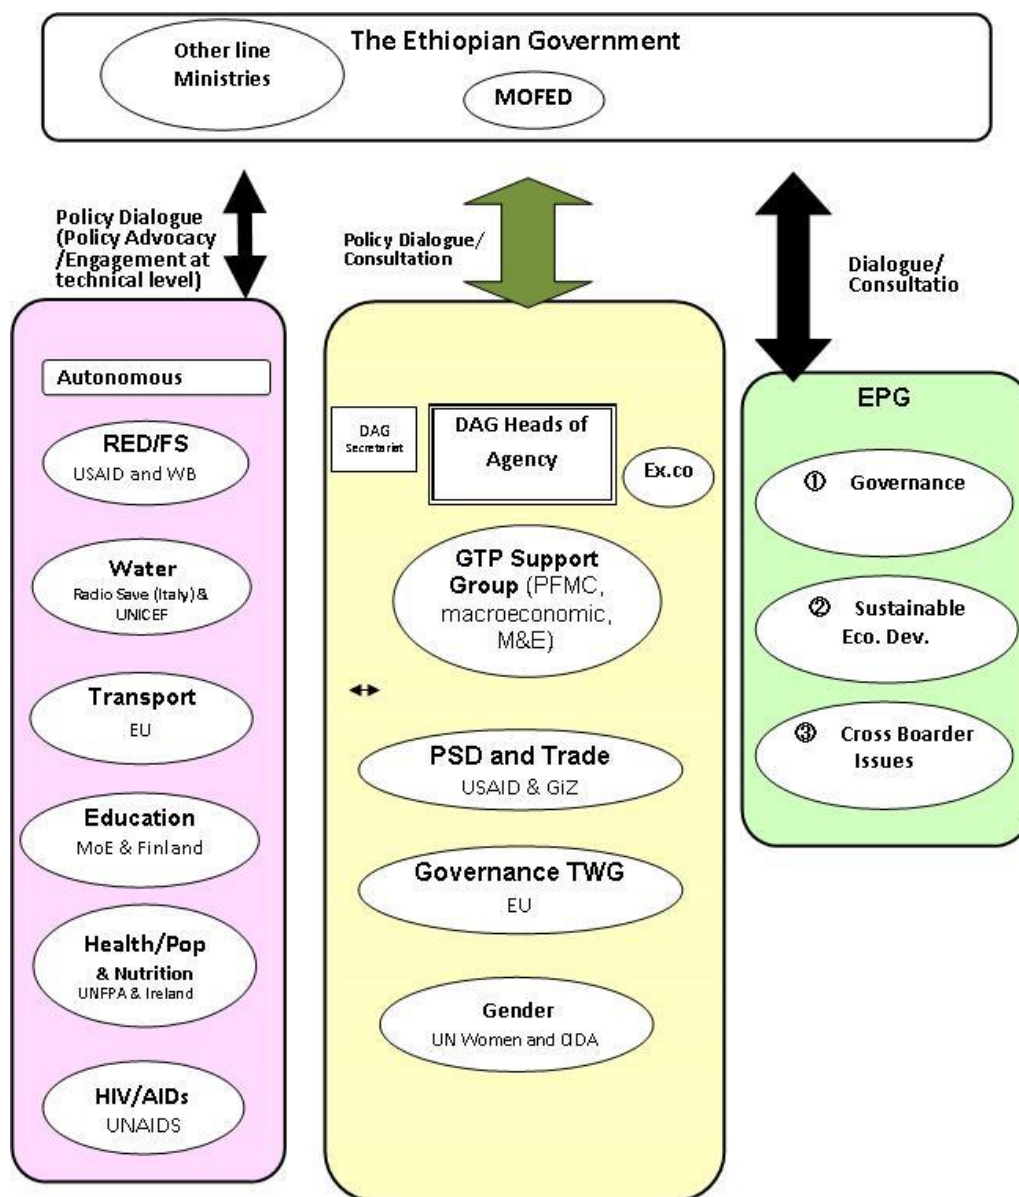 The Ethiopian Government
Other line
Ministries
MOFED
Policy Dialogue
(Policy Advocacy
/Engagement at
technical level)
Policy Dialogue/
Consultation
Dialogue/
Consultatio
Autonomous
RED/FS
USAID and WB
Water
Radio Save (Italy) &
UNICEF
Transport
EU
Education
MoE & Finland
Health/Pop
& Nutrition
UNFPA & Ireland
HIV/AIDs
UNAIDS
DAG
Secretariet
DAG Heads of
Agency
Ex.co
GTP Support
Group (PFMC,
macroeconomic,
M&E)
PSD and Trade
USAID & GiZ
Governance TWG
EU
Gender
UN Women and CIDA
EPG
① Governance
② Sustainable
Eco. Dev.
③ Cross Boarder
Issues